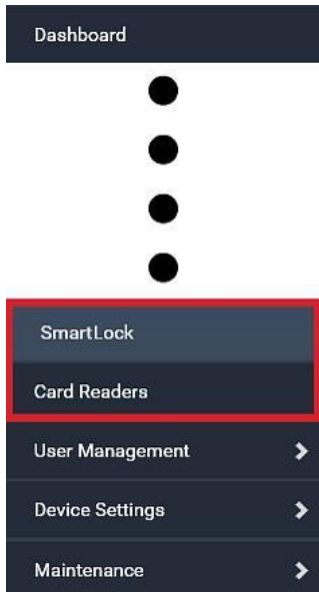 Dashboard
SmartLock
Card Readers
User Management
Device Settings
Maintenance